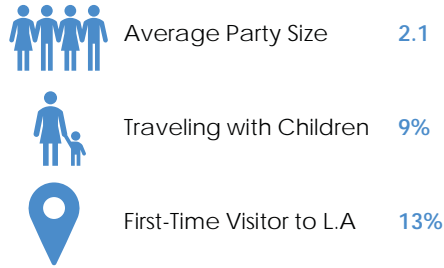 Average Party Size 2.1
Traveling with Children 9%
First-Time Visitor to L.A 13%